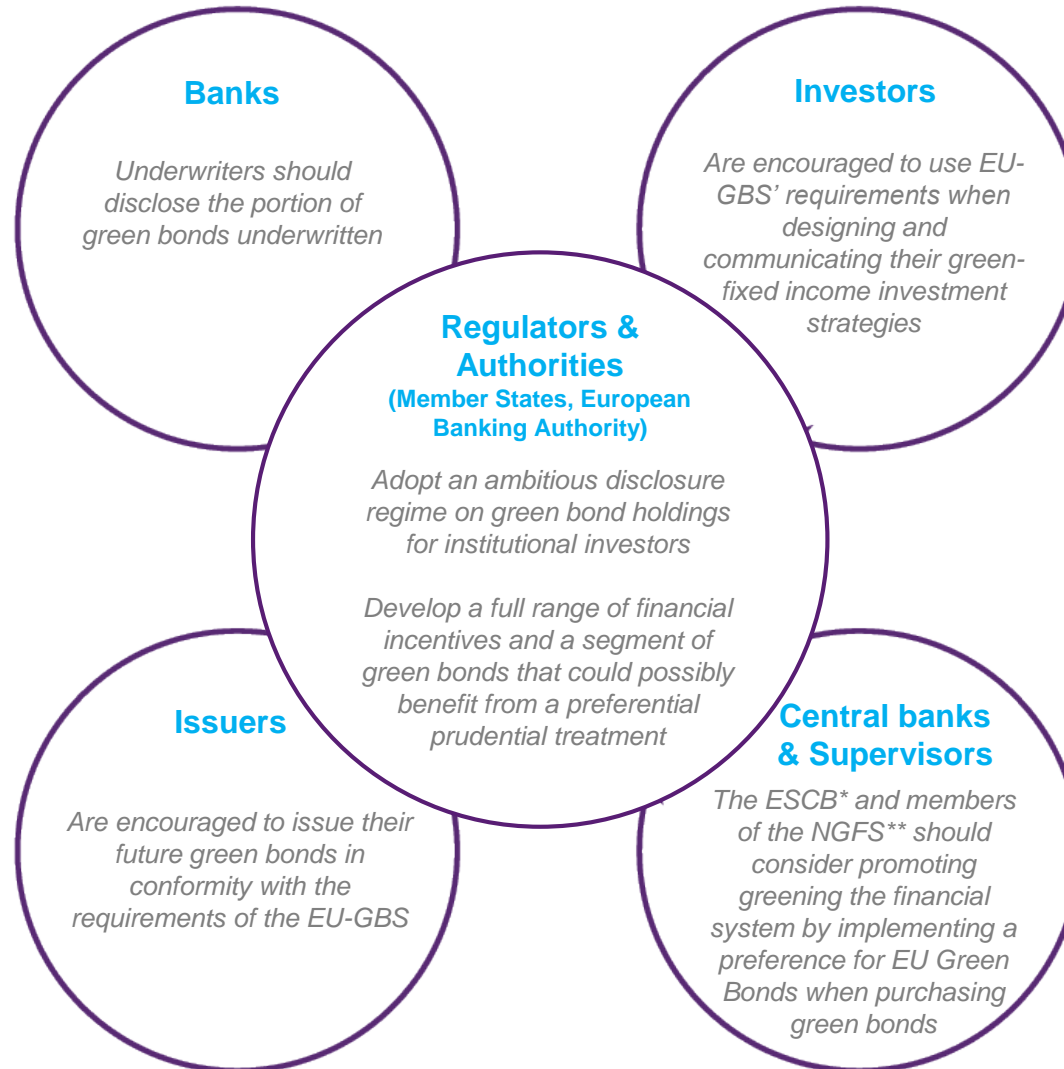 Banks
Underwriters should
disclose the portion of
green bonds underwritten
Investors
Are encouraged to use EU-
GBS’ requirements when
designing and
communicating their green-
fixed income investment
strategies
Regulators &
Authorities
(Member States, European
Banking Authority)
Adopt an ambitious disclosure
regime on green bond holdings
for institutional investors
Develop a full range of financial
incentives and a segment of
green bonds that could possibly
benefit from a preferential
prudential treatment
Issuers
Are encouraged to issue their
future green bonds in
conformity with the
requirements of the EU-GBS
Central banks
& Supervisors
The ESCB* and members
of the NGFS** should
consider promoting
greening the financial
system by implementing a
preference for EU Green
Bonds when purchasing
green bonds